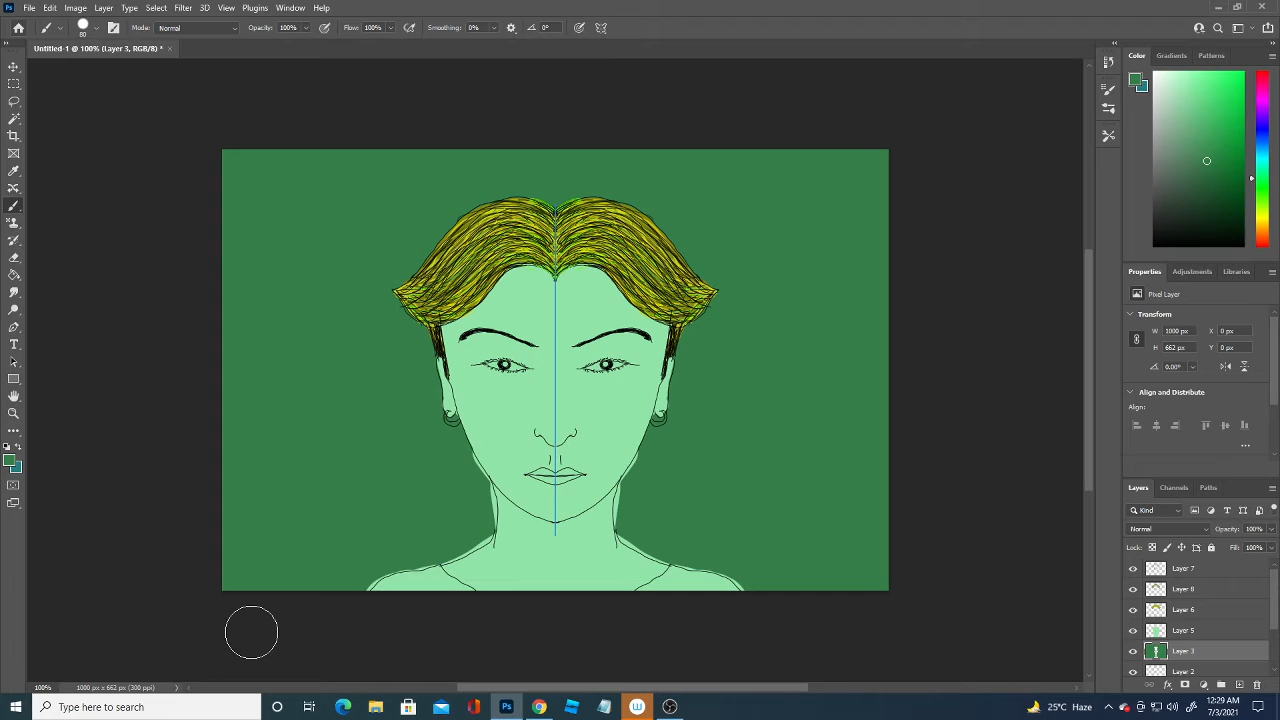 Ps File Edit Image Layer Type Select Filter 3D View Plugins Window Help
80 Mode: Normal Opacity: 100% Flow: 100% Smoothing: 0% 0°
Untitled-1 @ 100% (Layer 3, RGB/8) *
Color Gradients Patterns
Properties Adjustments Libraries
Pixel Layer
Transform
W 1000 px X 0 px
H 662 px Y 0 px
0.00°
Align and Distribute
Align:
Layers Channels Paths
Kind
Normal Opacity: 100%
Lock: Fill: 100%
Layer 7
Layer 8
Layer 6
Layer 5
Layer 3
Layer 2
100% 1000 px x 662 px (300 ppi)
Type here to search
Ps
25°C Haze
12:29 AM
7/3/2021